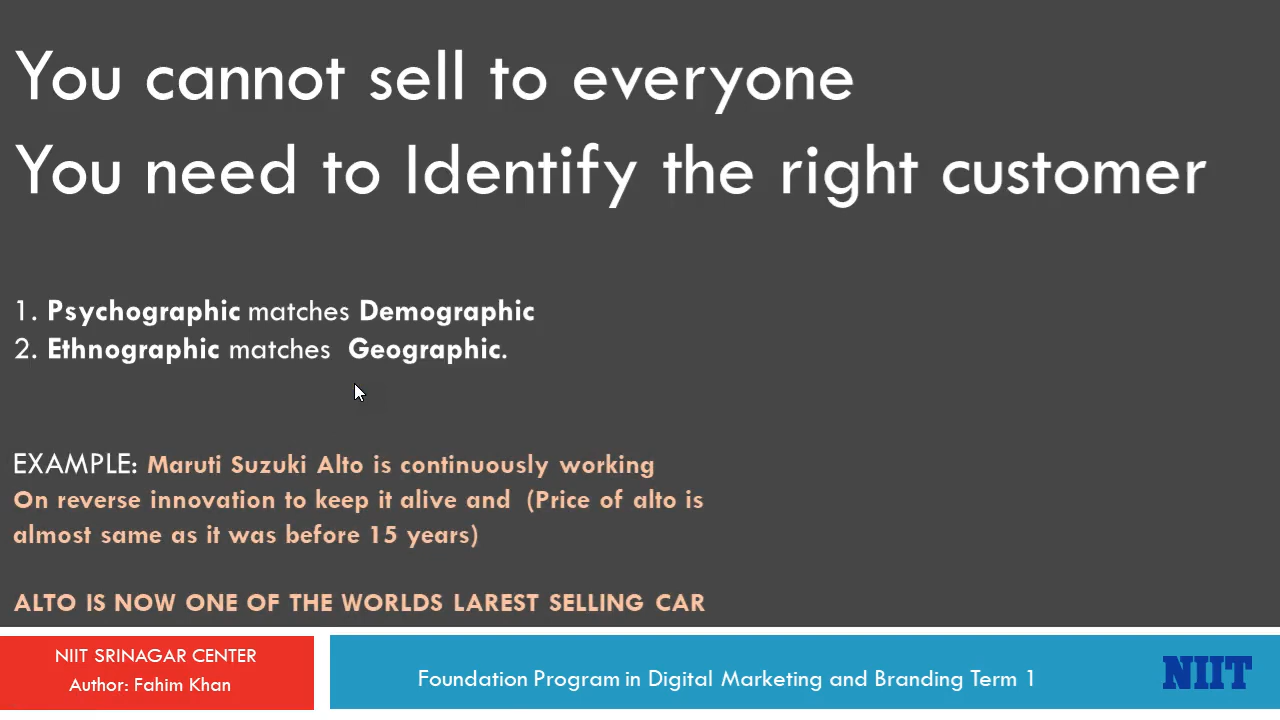 You cannot sell to everyone
You need to Identify the right customer
1. Psychographic matches Demographic
2. Ethnographic matches Geographic.
EXAMPLE: Maruti Suzuki Alto is continuously working
On reverse innovation to keep it alive and (Price of alto is
almost same as it was before 15 years)
ALTO IS NOW ONE OF THE WORLDS LAREST SELLING CAR
NIIT SRINAGAR CENTER
Author: Fahim Khan
Foundation Program in Digital Marketing and Branding Term 1
NIIT